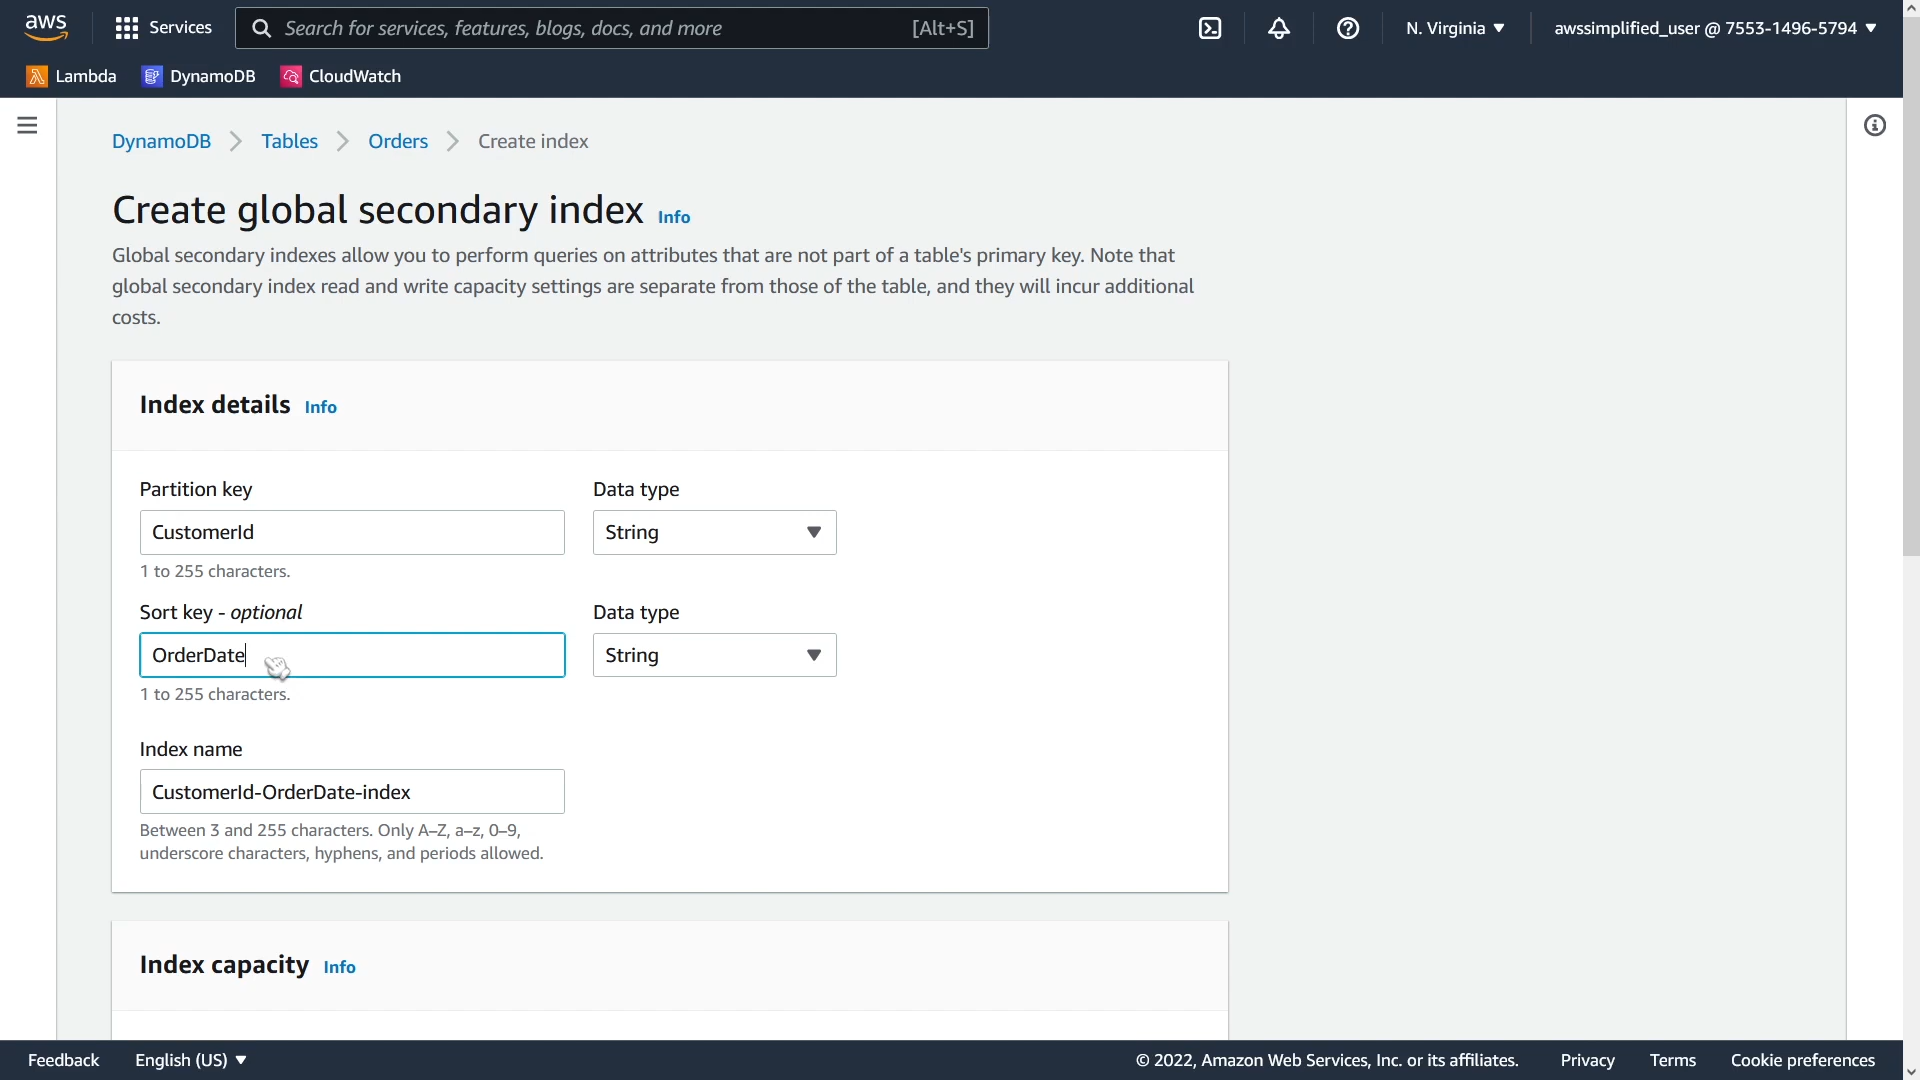 aws
Services
Search for services, features, blogs, docs, and more
[Alt+S]
N. Virginia
awssimplified_user @ 7553-1496-5794
Lambda
DynamoDB
CloudWatch
DynamoDB
Tables
Orders
Create index
Create global secondary index Info
Global secondary indexes allow you to perform queries on attributes that are not part of a table's primary key. Note that
global secondary index read and write capacity settings are separate from those of the table, and they will incur additional
costs.
Index details Info
Partition key
Data type
CustomerId
String
1 to 255 characters.
Sort key - optional
Data type
OrderDate
String
1 to 255 characters.
Index name
CustomerId-OrderDate-index
Between 3 and 255 characters. Only A–Z, a–z, 0–9,
underscore characters, hyphens, and periods allowed.
Index capacity Info
Feedback
English (US)
© 2022, Amazon Web Services, Inc. or its affiliates.
Privacy
Terms
Cookie preferences